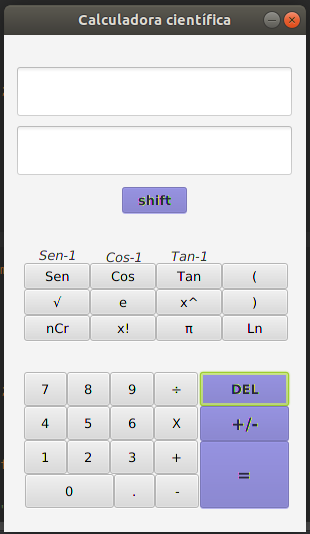 Calculadora científica
shift
Sen-1 Cos-1 Tan-1
Sen Cos Tan (
√ e x^ )
nCr x! π Ln
7 8 9 ÷ DEL
4 5 6 X +/-
1 2 3 + =
0 . -